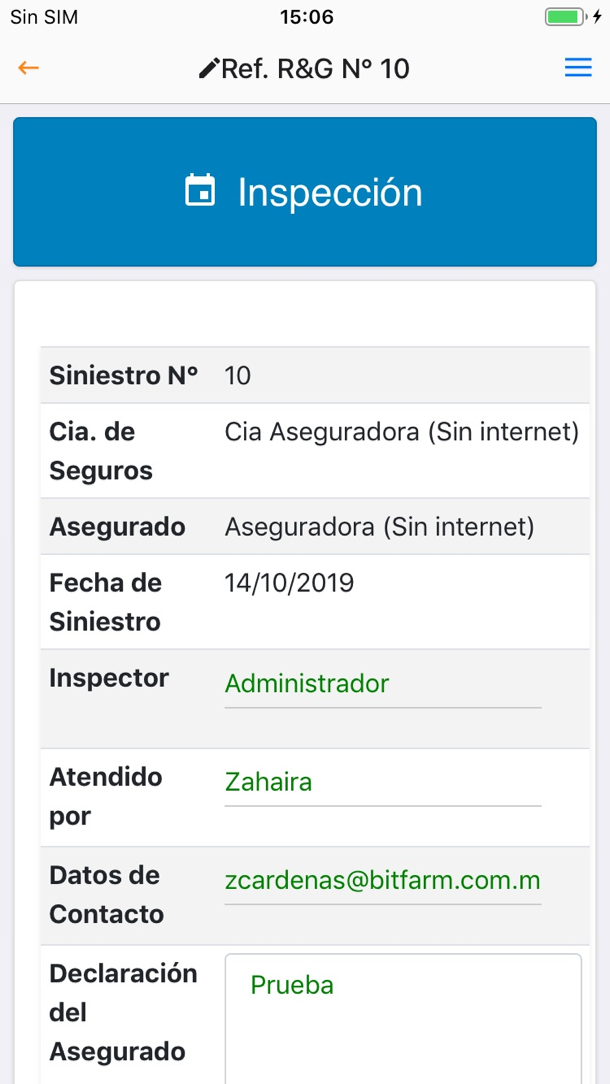 Sin SIM 15:06
Ref. R&G Nº 10
Inspección
Siniestro Nº 10
Cia. de Cia Aseguradora (Sin internet)
Seguros
Asegurado Aseguradora (Sin internet)
Fecha de 14/10/2019
Siniestro
Inspector Administrador
Atendido Zahaira
por
Datos de zcardenas@bitfarm.com.m
Contacto
Declaración Prueba
del
Asegurado